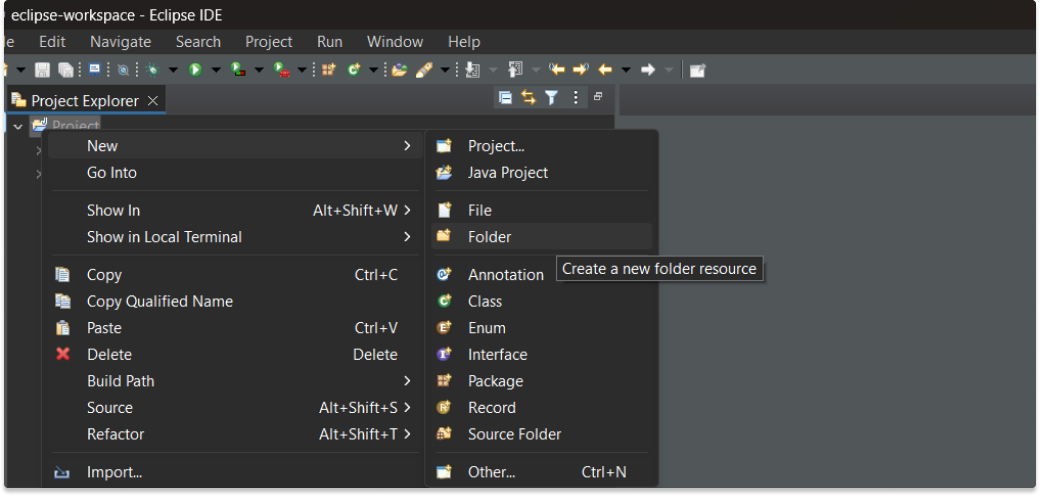 eclipse-workspace - Eclipse IDE
le Edit Navigate Search Project Run Window Help
Project Explorer
Project
New
Go Into
Show In Alt+Shift+W
Show in Local Terminal
Copy Ctrl+C
Copy Qualified Name
Paste Ctrl+V
Delete Delete
Build Path
Source Alt+Shift+S
Refactor Alt+Shift+T
Import...
Project...
Java Project
File
Folder
Create a new folder resource
Annotation
Class
Enum
Interface
Package
Record
Source Folder
Other... Ctrl+N